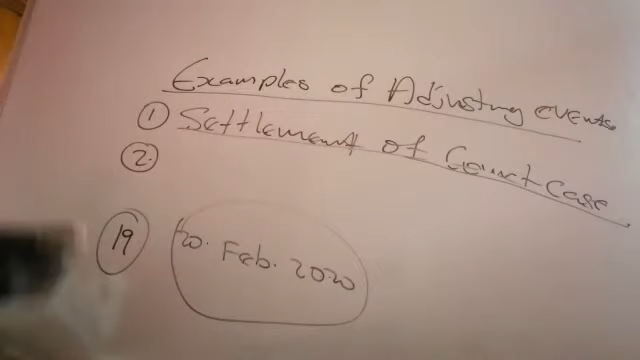 Examples of Adjusting events.
① Settlement of Court case
②
⑲ 20. Feb. 2020